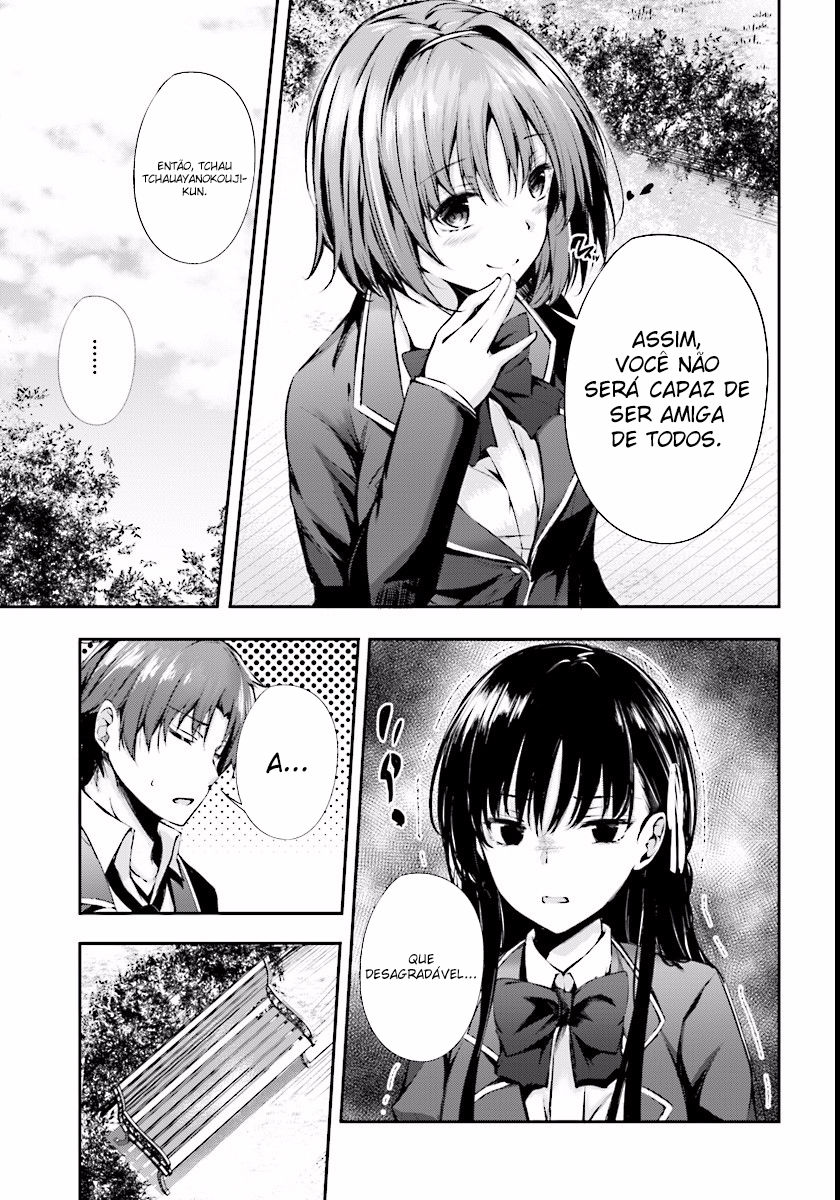 ASSIM,
VOCÊ NÃO
SERÁ CAPAZ DE
SER AMIGA
DE TODOS.
ENTÃO, TCHAU
TCHAUAYANOKOUJI-
KUN.
......
QUE
DESAGRADÁVEL...
A...